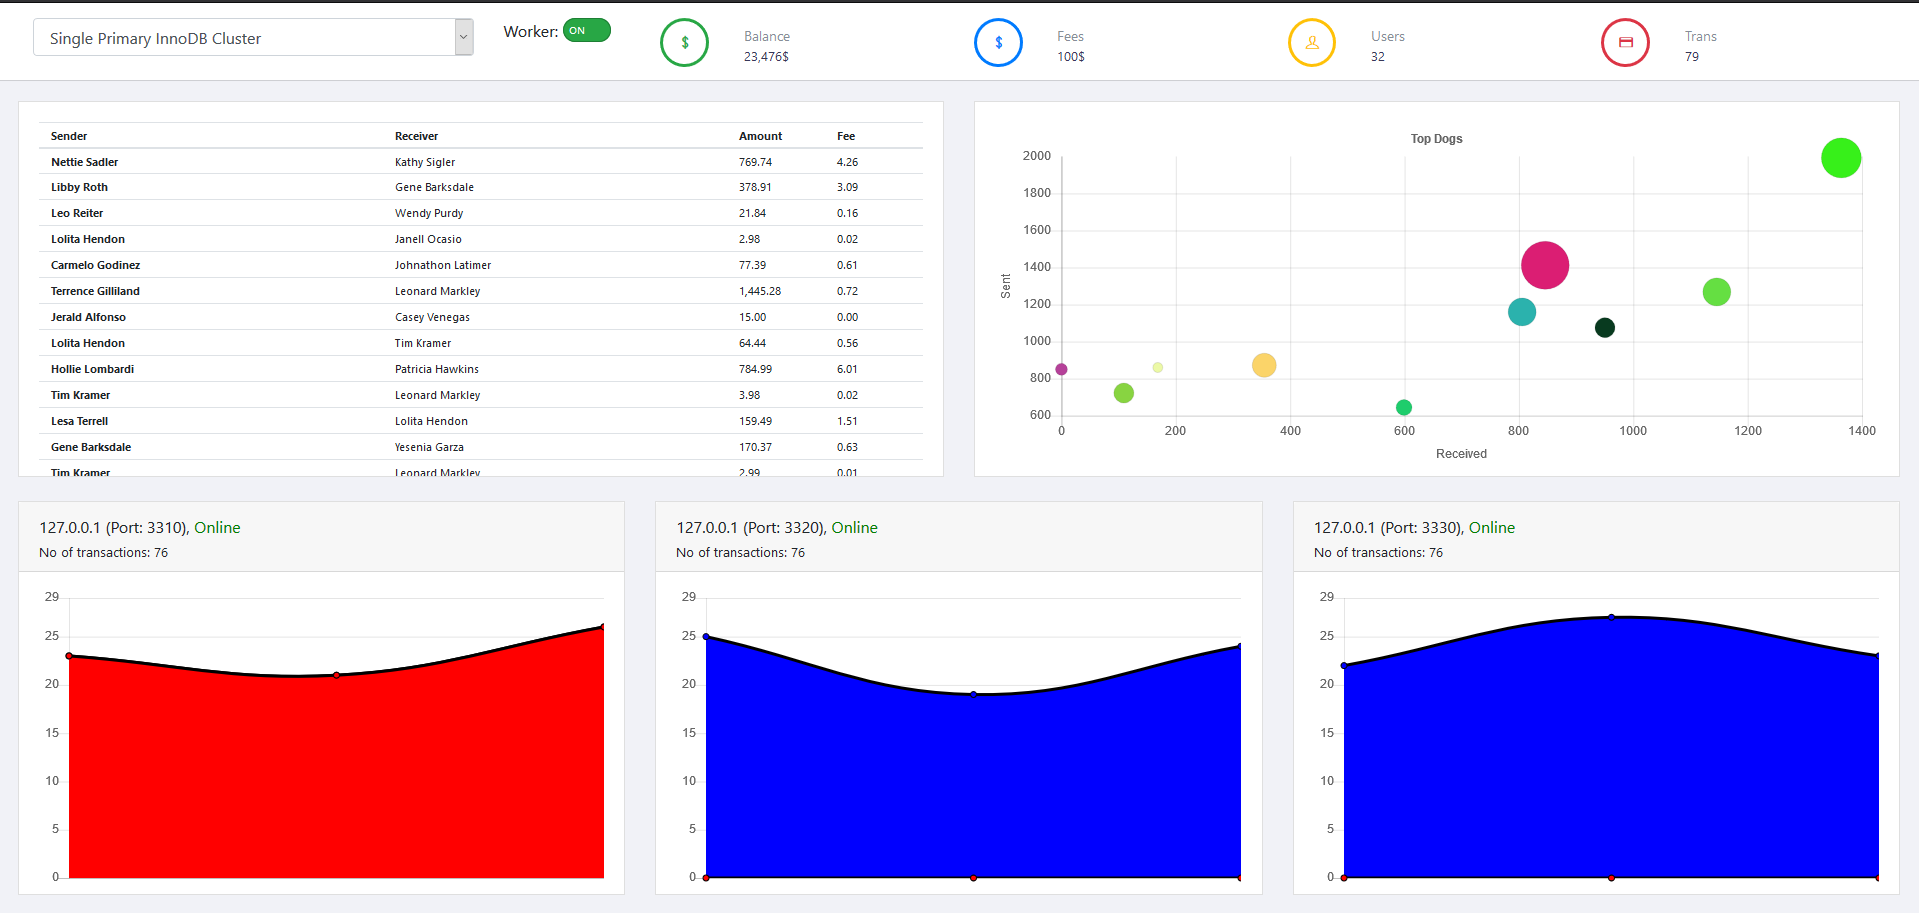 Single Primary InnoDB Cluster
Worker: ON
Balance
23,476$
Fees
100$
Users
32
Trans
79
Sender Receiver Amount Fee
Nettie Sadler Kathy Sigler 769.74 4.26
Libby Roth Gene Barksdale 378.91 3.09
Leo Reiter Wendy Purdy 21.84 0.16
Lolita Hendon Janell Ocasio 2.98 0.02
Carmelo Godinez Johnathon Latimer 77.39 0.61
Terrence Gilliland Leonard Markley 1,445.28 0.72
Jerald Alfonso Casey Venegas 15.00 0.00
Lolita Hendon Tim Kramer 64.44 0.56
Hollie Lombardi Patricia Hawkins 784.99 6.01
Tim Kramer Leonard Markley 3.98 0.02
Lesa Terrell Lolita Hendon 159.49 1.51
Gene Barksdale Yesenia Garza 170.37 0.63
Tim Kramer Leonard Markley 2.99 0.01
Top Dogs
2000
1800
1600
1400
1200
1000
800
600
Sent
0 200 400 600 800 1000 1200 1400
Received
127.0.0.1 (Port: 3310), Online
No of transactions: 76
29
25
20
15
10
5
0
127.0.0.1 (Port: 3320), Online
No of transactions: 76
29
25
20
15
10
5
0
127.0.0.1 (Port: 3330), Online
No of transactions: 76
29
25
20
15
10
5
0